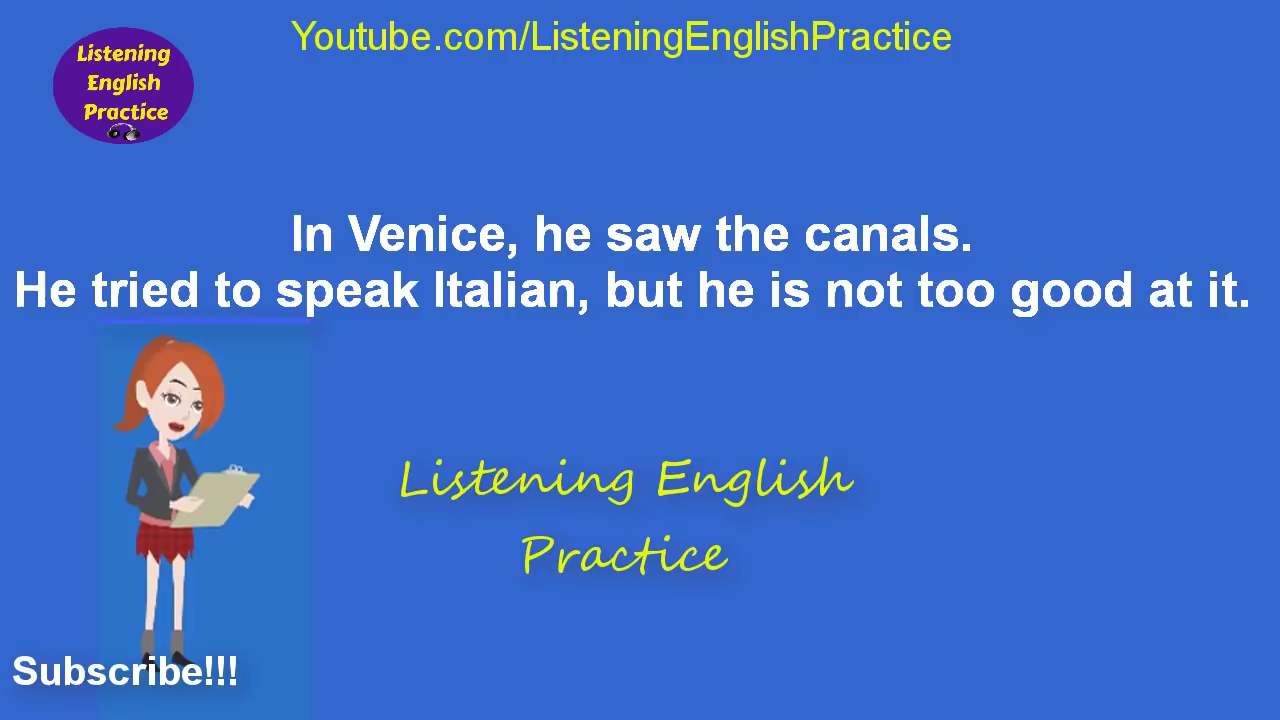 Youtube.com/ListeningEnglishPractice
Listening
English
Practice
In Venice, he saw the canals.
He tried to speak Italian, but he is not too good at it.
Listening English
Practice
Subscribe!!!